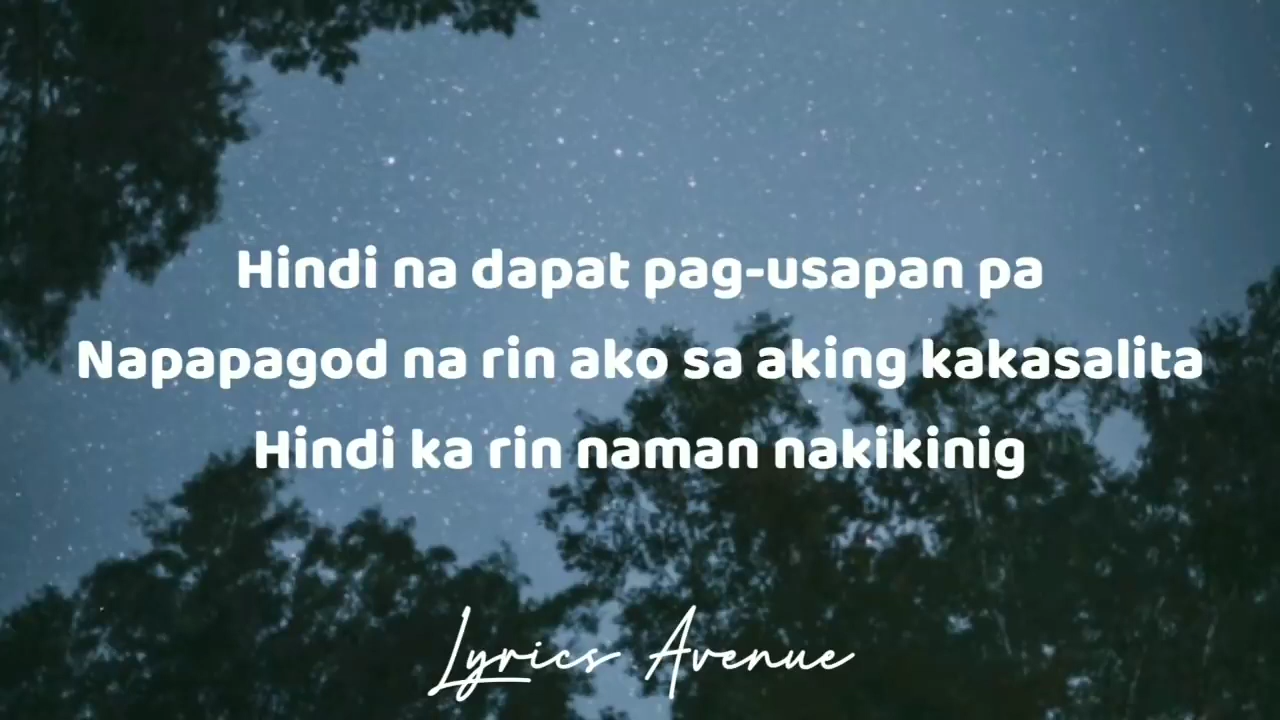 Hindi na dapat pag-usapan pa
Napapagod na rin ako sa aking kakasalita
Hindi ka rin naman nakikinig
Lyrics Avenue